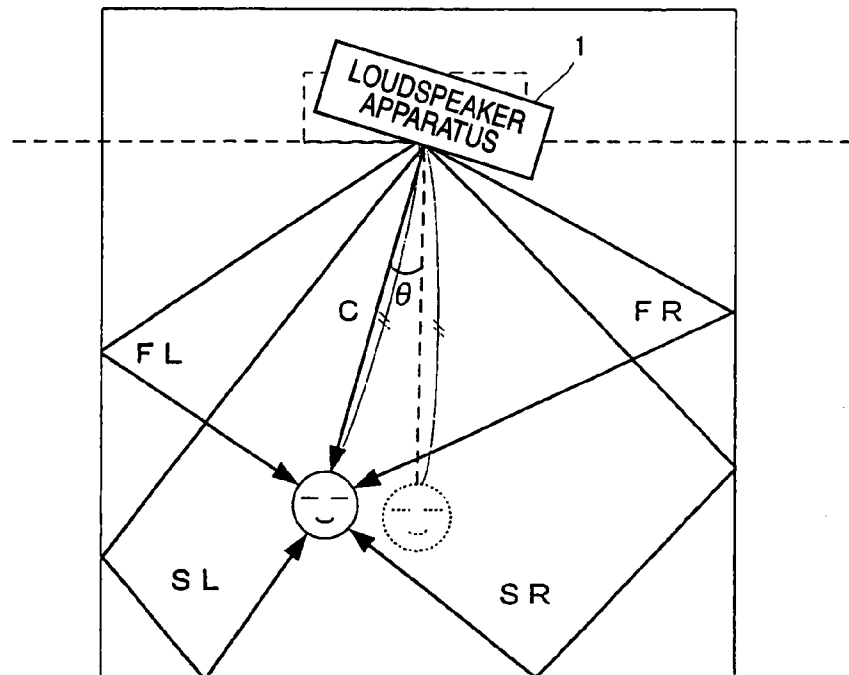 1
LOUDSPEAKER
APPARATUS
θ
C
FR
FL
SL
SR